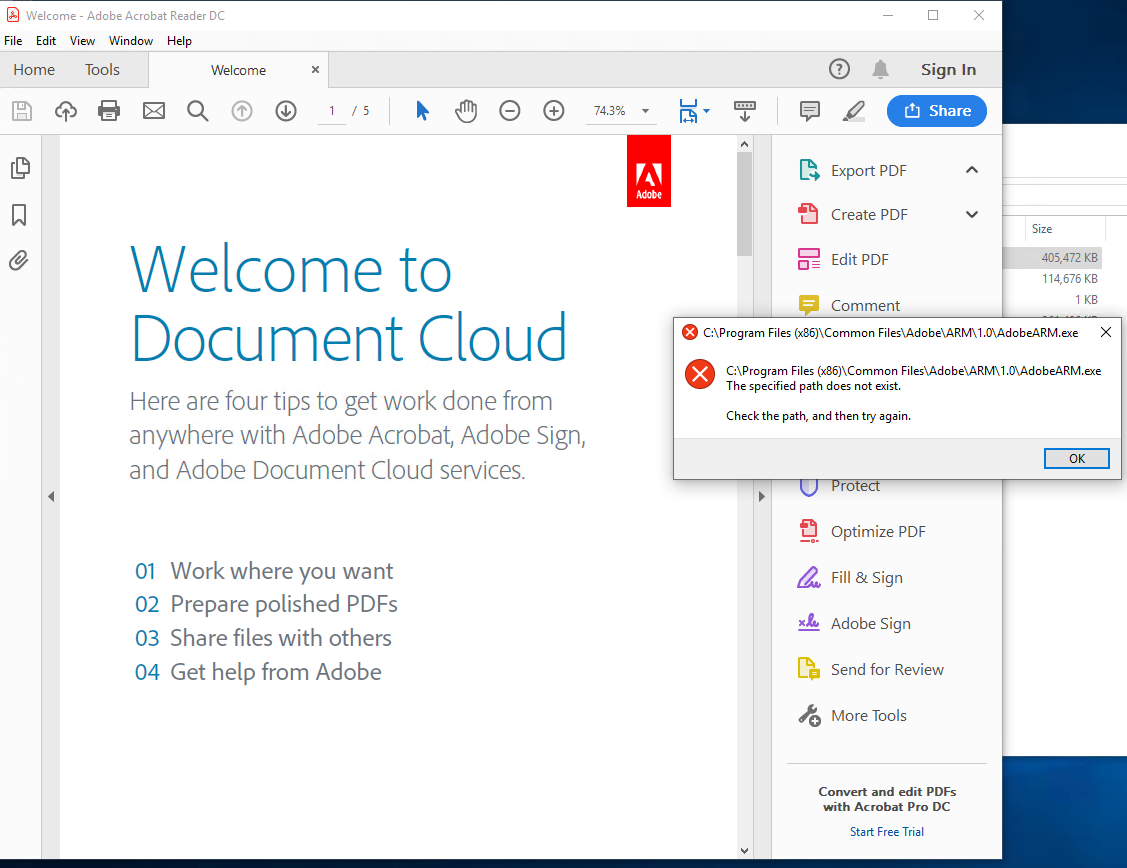 Welcome - Adobe Acrobat Reader DC
File Edit View Window Help
Home Tools Welcome Sign In
1 / 5 74.3% Share
Adobe
Welcome to
Document Cloud
Here are four tips to get work done from
anywhere with Adobe Acrobat, Adobe Sign,
and Adobe Document Cloud services.
01 Work where you want
02 Prepare polished PDFs
03 Share files with others
04 Get help from Adobe
Export PDF
Create PDF
Edit PDF
Comment
Protect
Optimize PDF
Fill & Sign
Adobe Sign
Send for Review
More Tools
Convert and edit PDFs
with Acrobat Pro DC
Start Free Trial
Size
405,472 KB
114,676 KB
1 KB
C:\Program Files (x86)\Common Files\Adobe\ARM\1.0\AdobeARM.exe
C:\Program Files (x86)\Common Files\Adobe\ARM\1.0\AdobeARM.exe
The specified path does not exist.
Check the path, and then try again.
OK